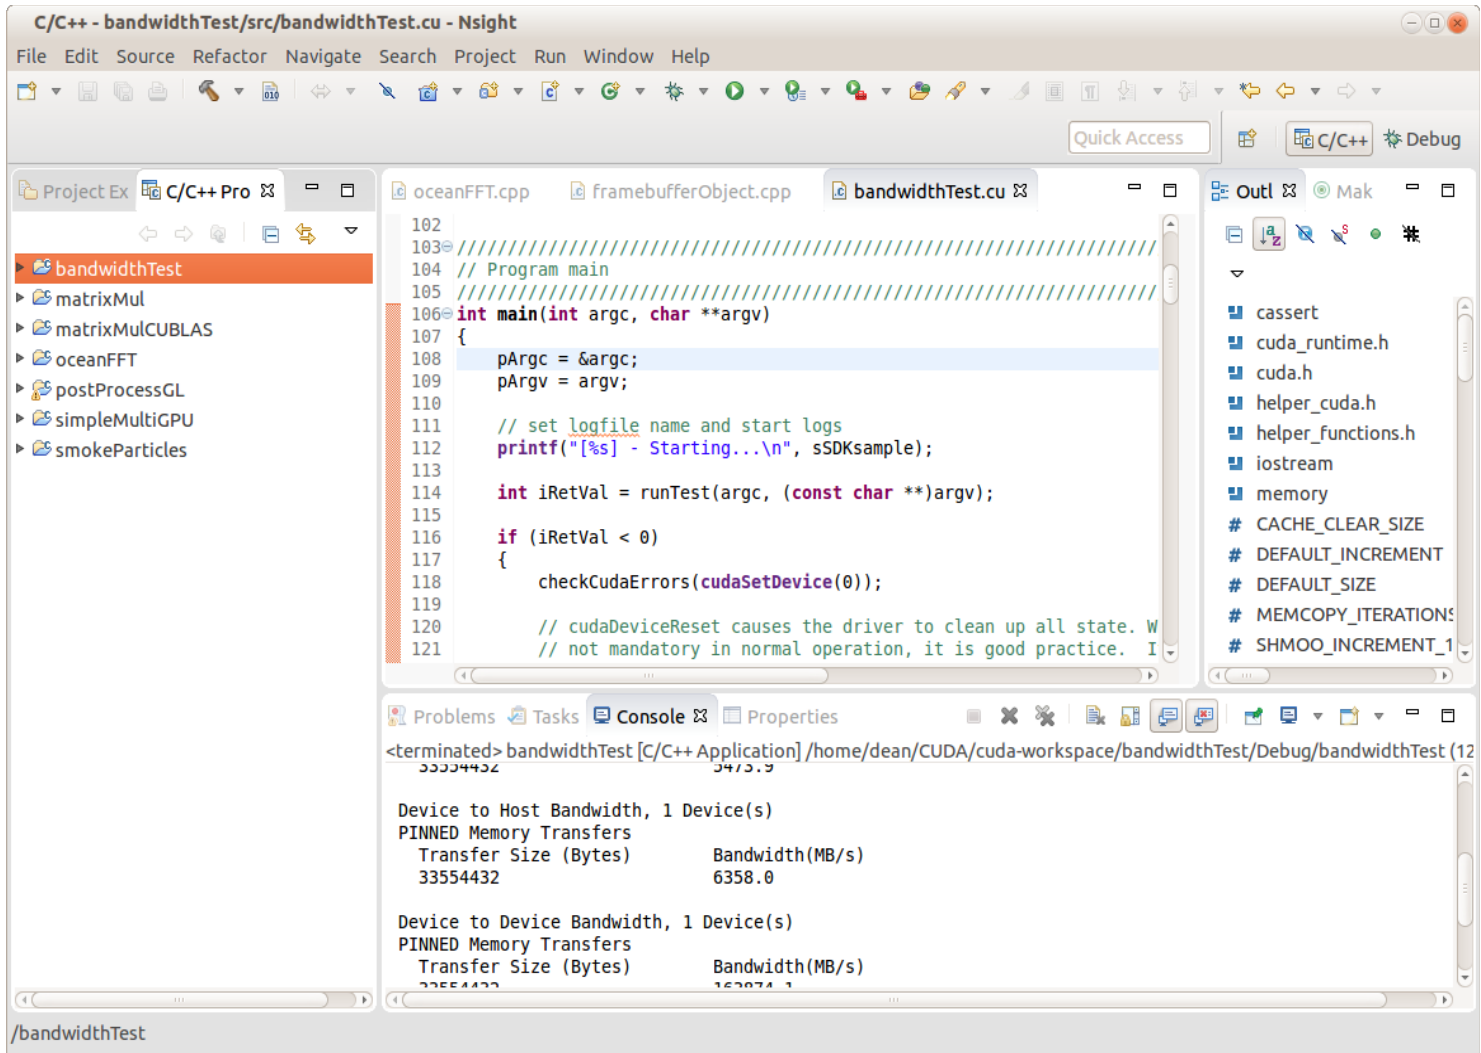 C/C++ - bandwidthTest/src/bandwidthTest.cu - Nsight
File Edit Source Refactor Navigate Search Project Run Window Help
Quick Access
C/C++
Debug
Project Ex
C/C++ Pro
bandwidthTest
matrixMul
matrixMulCUBLAS
oceanFFT
postProcessGL
simpleMultiGPU
smokeParticles
oceanFFT.cpp
framebufferObject.cpp
bandwidthTest.cu
102
103 /////////////////////////////////////////////////////////////////////
104 // Program main
105 /////////////////////////////////////////////////////////////////////
106 int main(int argc, char **argv)
107 {
108 pArgc = &argc;
109 pArgv = argv;
110
111 // set logfile name and start logs
112 printf("[%s] - Starting...\n", sSDKsample);
113
114 int iRetVal = runTest(argc, (const char **)argv);
115
116 if (iRetVal < 0)
117 {
118 checkCudaErrors(cudaSetDevice(0));
119
120 // cudaDeviceReset causes the driver to clean up all state. W
121 // not mandatory in normal operation, it is good practice. I
Outl
Mak
cassert
cuda_runtime.h
cuda.h
helper_cuda.h
helper_functions.h
iostream
memory
# CACHE_CLEAR_SIZE
# DEFAULT_INCREMENT
# DEFAULT_SIZE
# MEMCOPY_ITERATIONS
# SHMOO_INCREMENT_1
Problems
Tasks
Console
Properties
<terminated> bandwidthTest [C/C++ Application] /home/dean/CUDA/cuda-workspace/bandwidthTest/Debug/bandwidthTest (12
33554432 5473.9
Device to Host Bandwidth, 1 Device(s)
PINNED Memory Transfers
Transfer Size (Bytes) Bandwidth(MB/s)
33554432 6358.0
Device to Device Bandwidth, 1 Device(s)
PINNED Memory Transfers
Transfer Size (Bytes) Bandwidth(MB/s)
33554432 163874.1
/bandwidthTest